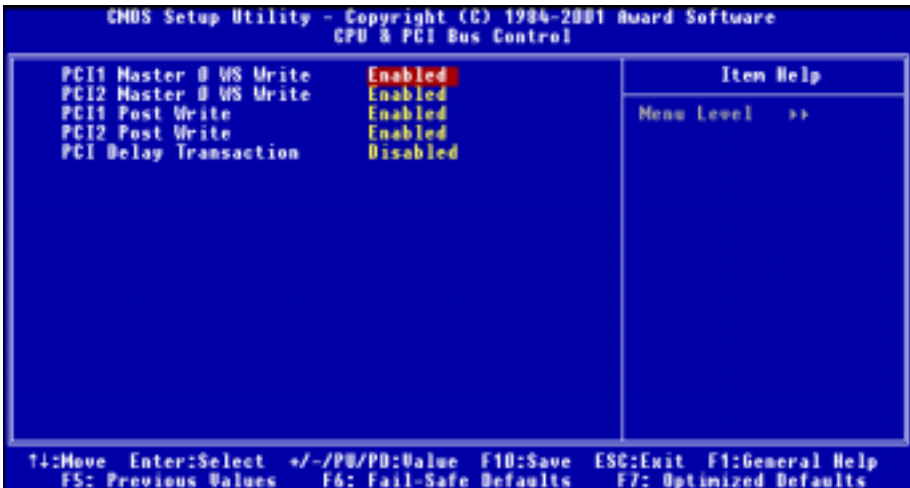 CMOS Setup Utility - Copyright (C) 1984-2001 Award Software
CPU & PCI Bus Control
PCI1 Master 0 WS Write Enabled
PCI2 Master 0 WS Write Enabled
PCI1 Post Write Enabled
PCI2 Post Write Enabled
PCI Delay Transaction Disabled
Item Help
Menu Level ▸▸
↑↓:Move Enter:Select +/-/PU/PD:Value F10:Save ESC:Exit F1:General Help
F5: Previous Values F6: Fail-Safe Defaults F7: Optimized Defaults